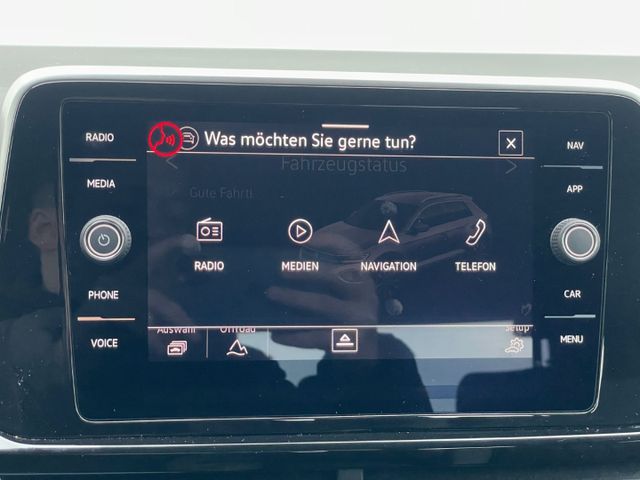 RADIO
MEDIA
PHONE
VOICE
Was möchten Sie gerne tun?
Fahrzeugstatus
Gute Fahrt!
RADIO
MEDIEN
NAVIGATION
TELEFON
Auswahl
Offroad
Setup
NAV
APP
CAR
MENU